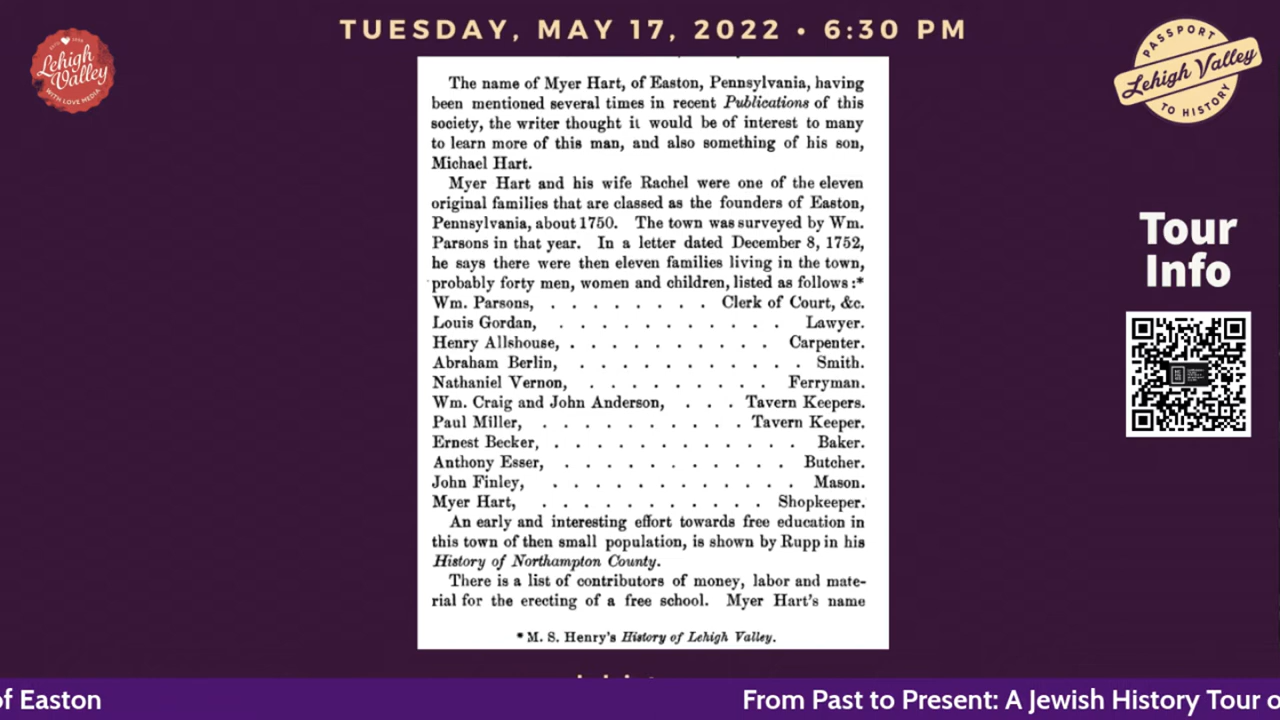 TUESDAY, MAY 17, 2022 • 6:30 PM
Lehigh
Valley
WITH LOVE MEDIA
PASSPORT
Lehigh Valley
TO HISTORY
The name of Myer Hart, of Easton, Pennsylvania, having
been mentioned several times in recent Publications of this
society, the writer thought it would be of interest to many
to learn more of this man, and also something of his son,
Michael Hart.
Myer Hart and his wife Rachel were one of the eleven
original families that are classed as the founders of Easton,
Pennsylvania, about 1750. The town was surveyed by Wm.
Parsons in that year. In a letter dated December 8, 1752,
he says there were then eleven families living in the town,
probably forty men, women and children, listed as follows:*
Wm. Parsons, . . . . . . . . Clerk of Court, &c.
Louis Gordan, . . . . . . . . . . . Lawyer.
Henry Allshouse, . . . . . . . . . . Carpenter.
Abraham Berlin, . . . . . . . . . . . Smith.
Nathaniel Vernon, . . . . . . . . . Ferryman.
Wm. Craig and John Anderson, . . . Tavern Keepers.
Paul Miller, . . . . . . . . . . Tavern Keeper.
Ernest Becker, . . . . . . . . . . . . Baker.
Anthony Esser, . . . . . . . . . . . Butcher.
John Finley, . . . . . . . . . . . . Mason.
Myer Hart, . . . . . . . . . . . Shopkeeper.
An early and interesting effort towards free education in
this town of then small population, is shown by Rupp in his
History of Northampton County.
There is a list of contributors of money, labor and mate-
rial for the erecting of a free school. Myer Hart's name
* M. S. Henry's History of Lehigh Valley.
Tour
Info
of Easton
From Past to Present: A Jewish History Tour o